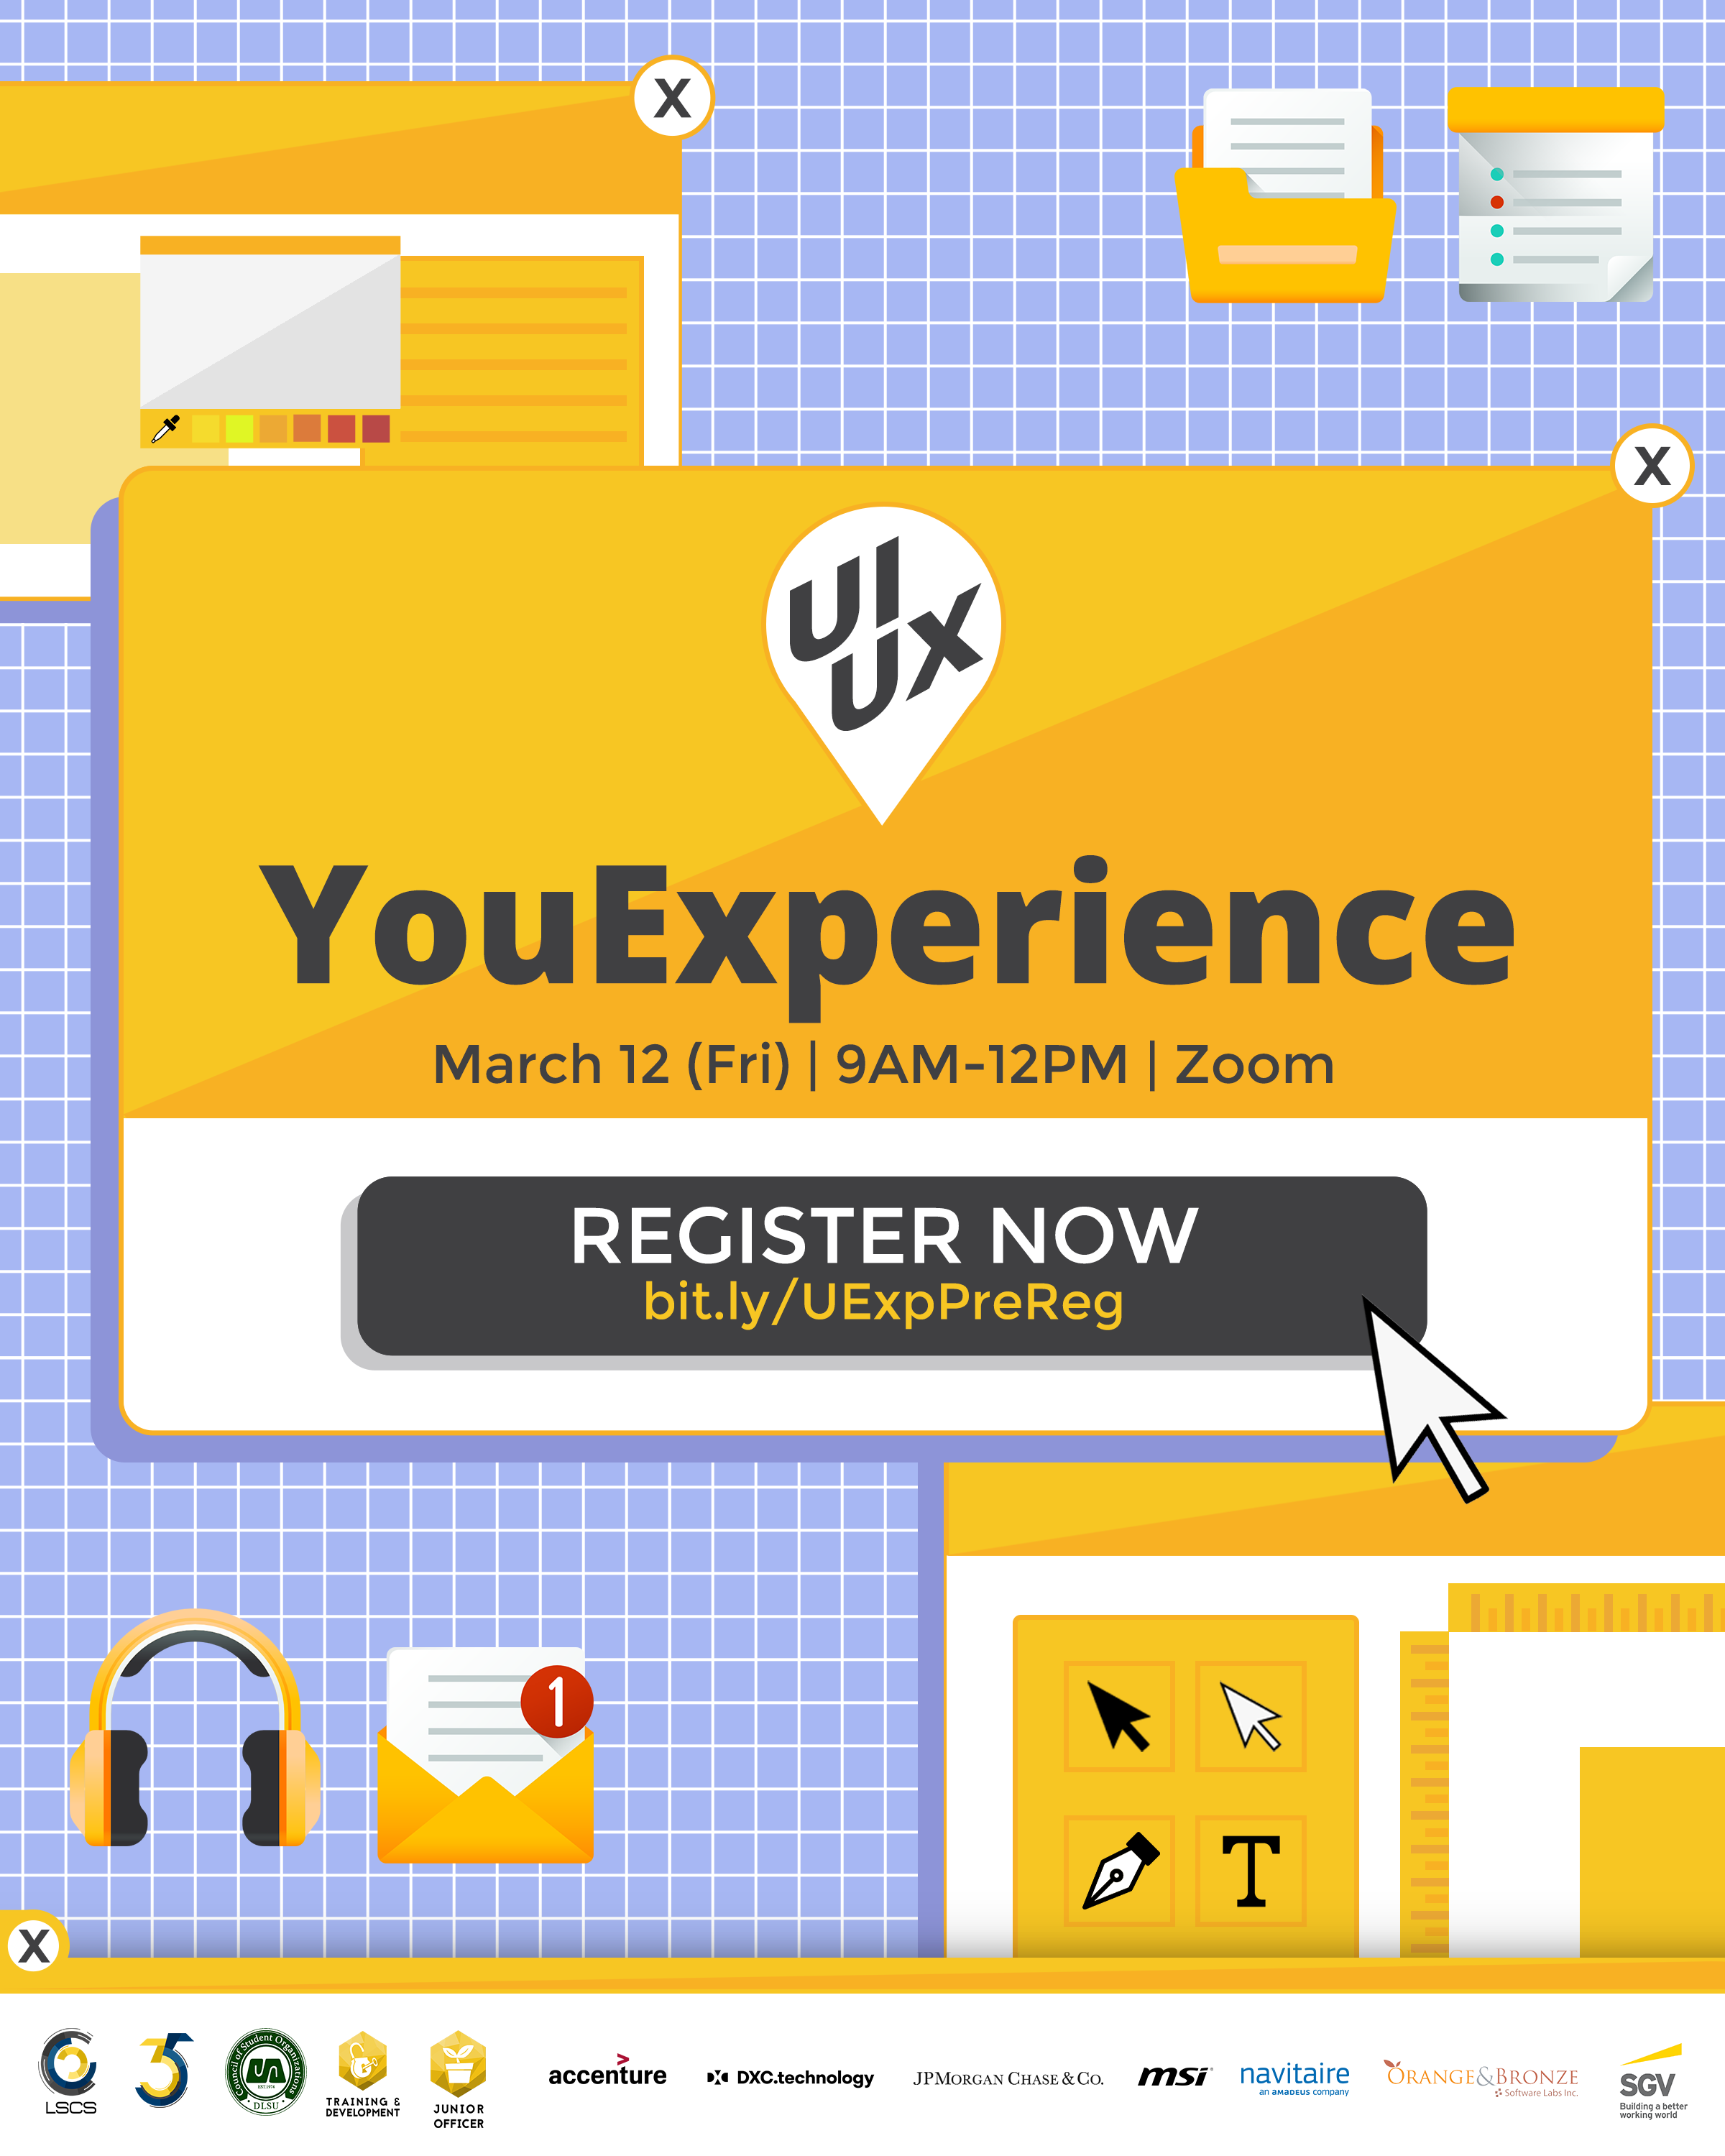 X
X
UI
UX
YouExperience
March 12 (Fri) | 9AM-12PM | Zoom
REGISTER NOW
bit.ly/UExpPreReg
1
T
X
LSCS
35
Council of Student Organizations
EST.1974
DLSU
TRAINING &
DEVELOPMENT
JUNIOR
OFFICER
accenture
DXC.technology
JPMORGAN CHASE & CO.
msi
navitaire
an AMADEUS company
ORANGE&BRONZE
Software Labs Inc.
SGV
Building a better
working world